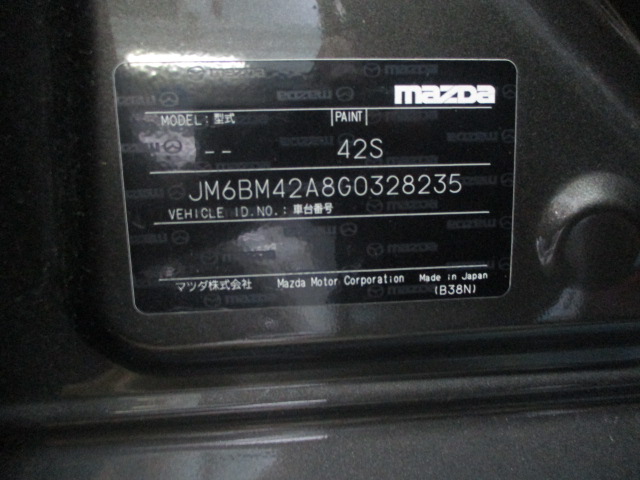 mazda
MODEL: 型式 PAINT
-- 42S
JM6BM42A8G0328235
VEHICLE ID.NO.: 車台番号
マツダ株式会社 Mazda Motor Corporation Made in Japan
(B38N)